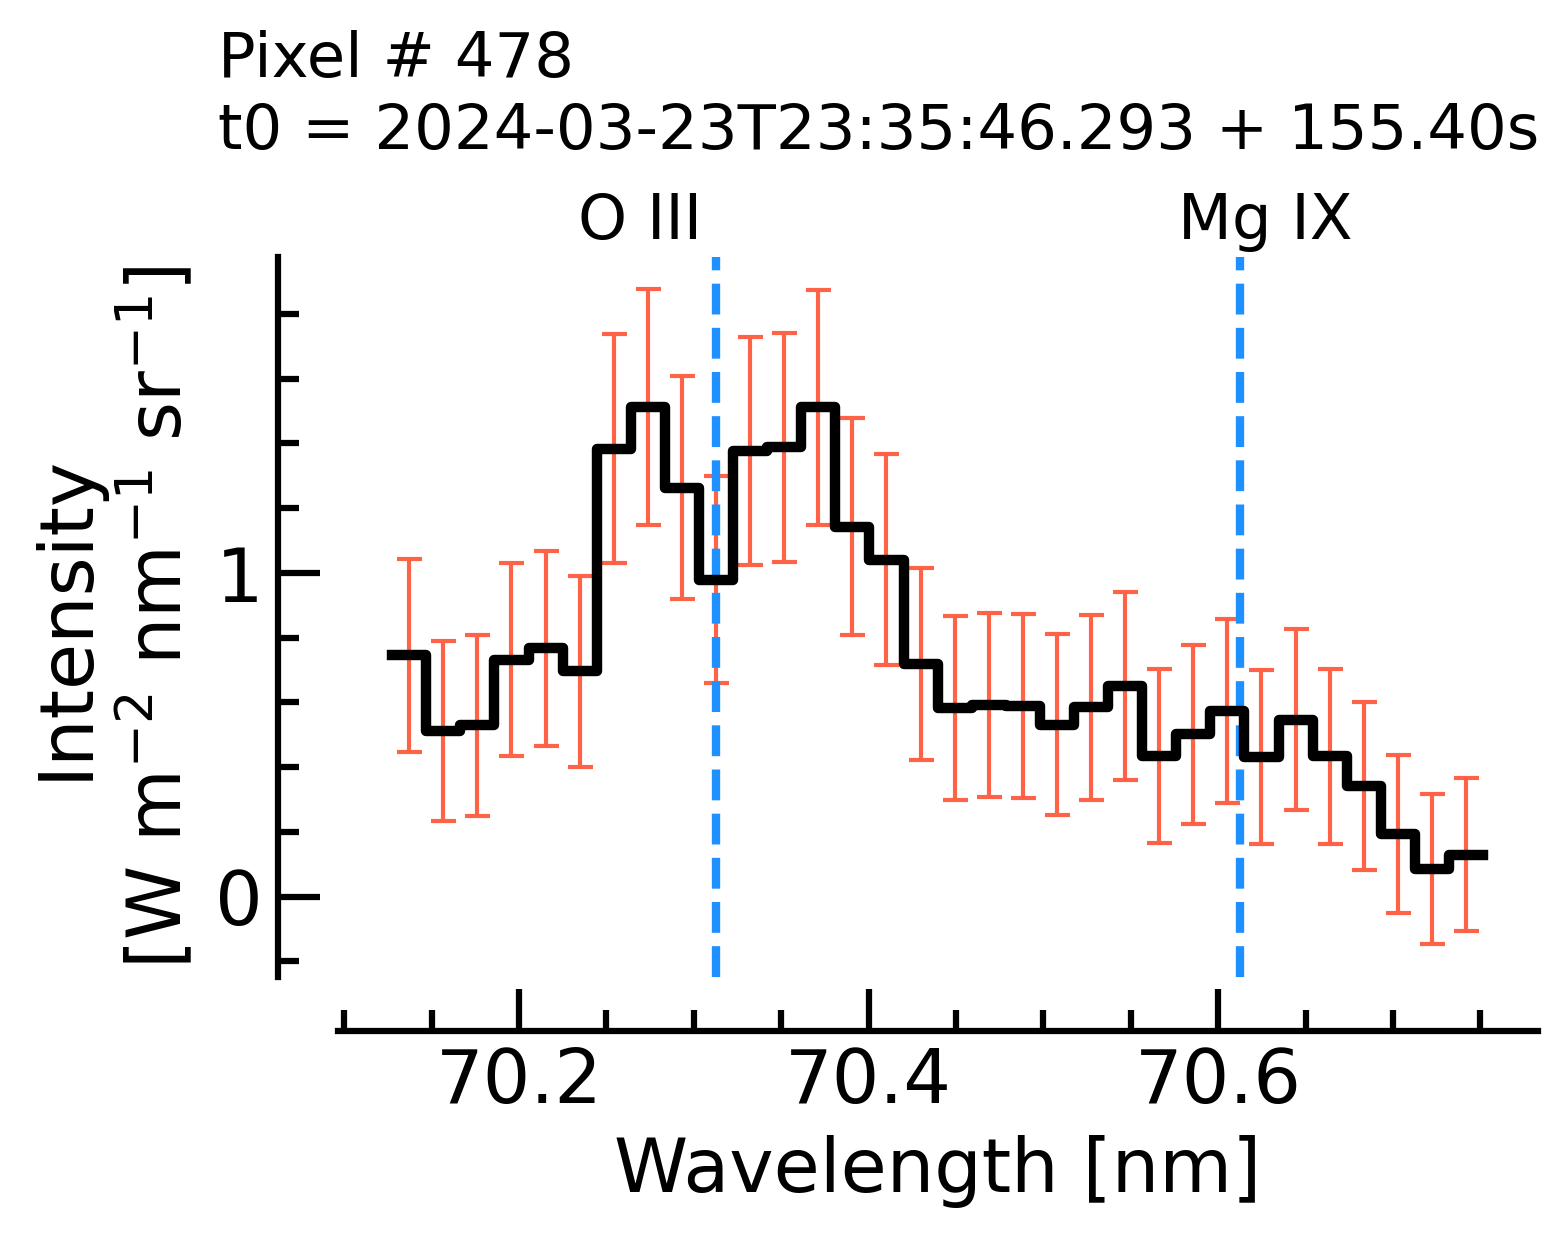 Pixel # 478
t0 = 2024-03-23T23:35:46.293 + 155.40s
O III
Mg IX
Intensity
[W m⁻² nm⁻¹ sr⁻¹]
1
0
70.2
70.4
70.6
Wavelength [nm]